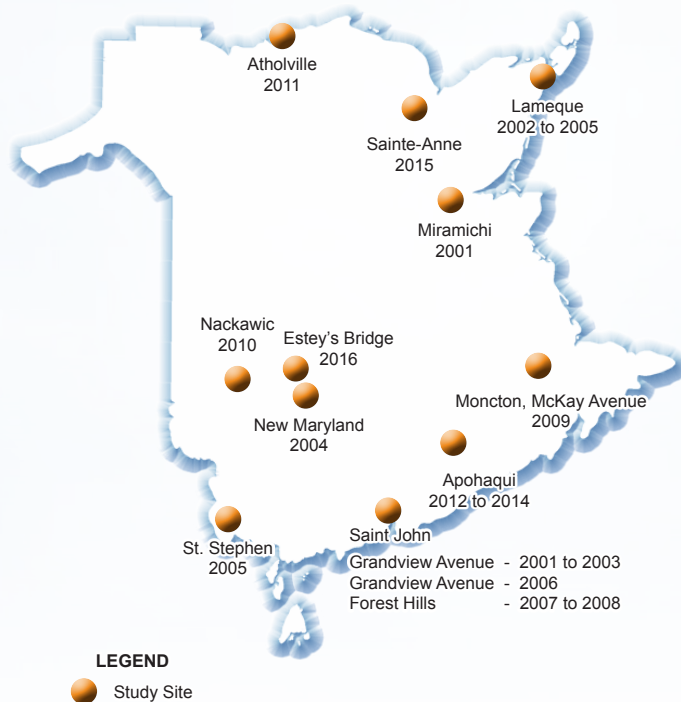 Atholville
2011
Lameque
2002 to 2005
Sainte-Anne
2015
Miramichi
2001
Nackawic
2010
Estey's Bridge
2016
New Maryland
2004
Moncton, McKay Avenue
2009
Apohaqui
2012 to 2014
St. Stephen
2005
Saint John
Grandview Avenue - 2001 to 2003
Grandview Avenue - 2006
Forest Hills - 2007 to 2008
LEGEND
Study Site